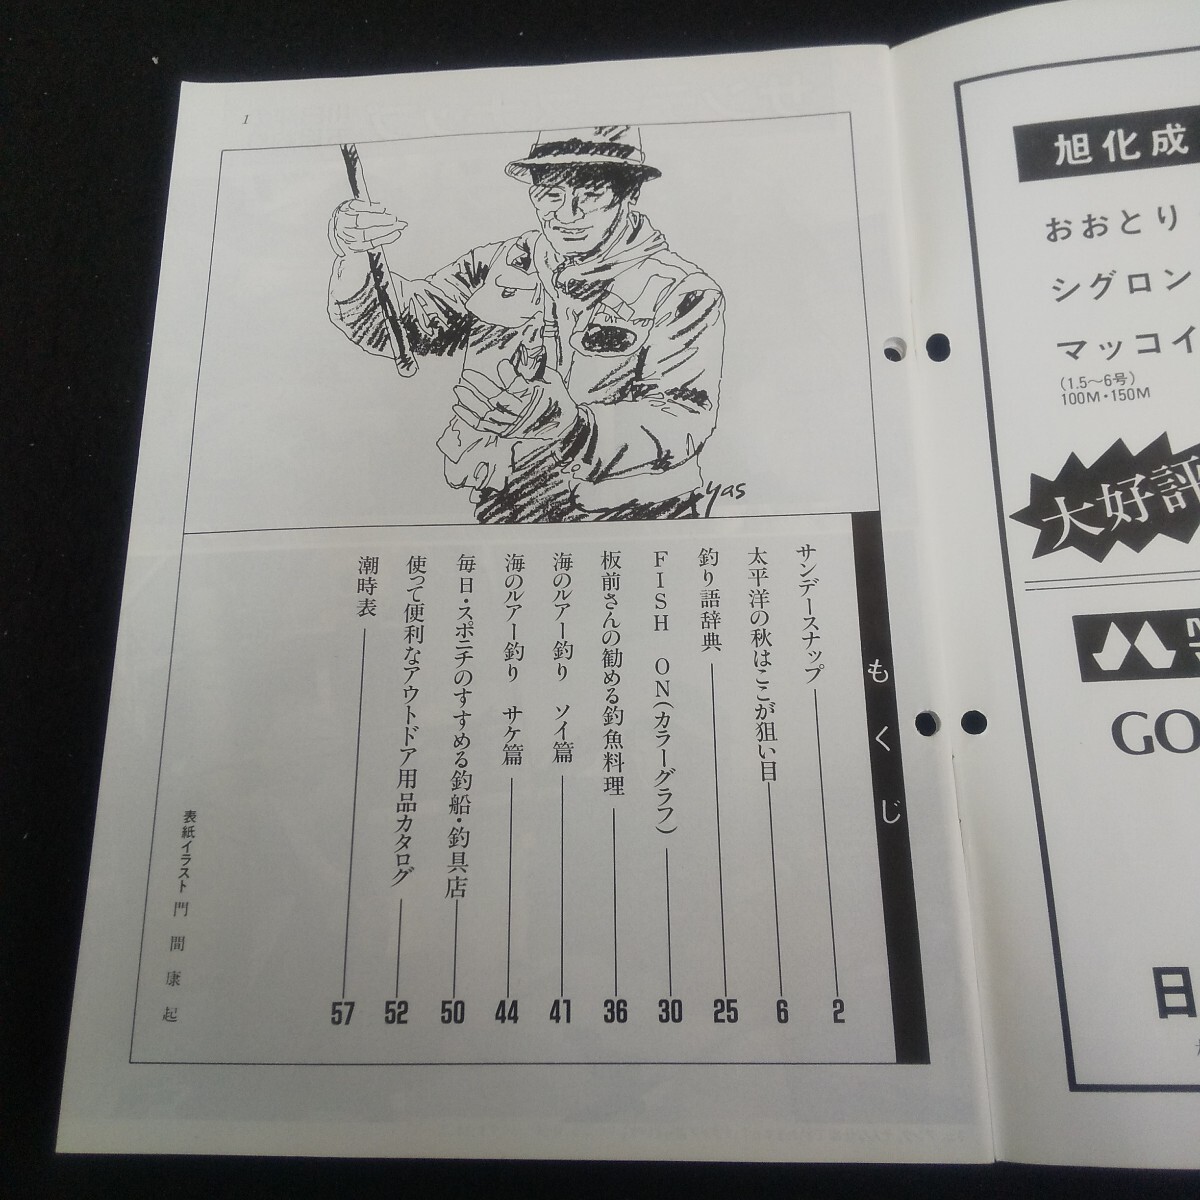 1
yas
もくじ
サンデースナップ 2
太平洋の秋はここが狙い目 6
釣り語辞典 25
FISH ON(カラーグラフ) 30
板前さんの勧める釣魚料理 36
海のルアー釣り ソイ篇 41
海のルアー釣り サケ篇 44
毎日・スポニチのすすめる釣船・釣具店 50
使って便利なアウトドア用品カタログ 52
潮時表 57
表紙イラスト 門間康起
旭化成
おおとり
シグロン
マッコイ
(1.5〜6号)
100M・150M
大好評
GO
日